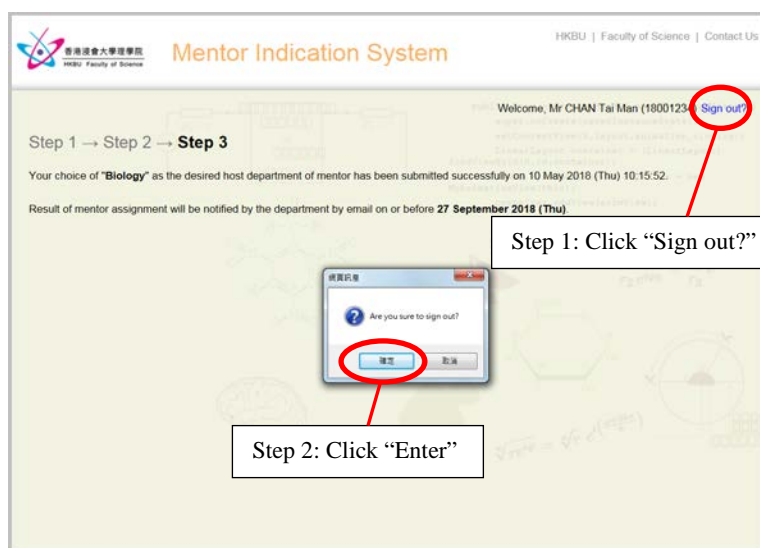 香港浸會大學理學院
HKBU Faculty of Science
Mentor Indication System
HKBU | Faculty of Science | Contact Us
Welcome, Mr CHAN Tai Man (1800123 Sign out?
Step 1 → Step 2 → Step 3
Your choice of "Biology" as the desired host department of mentor has been submitted successfully on 10 May 2018 (Thu) 10:15:52.
Result of mentor assignment will be notified by the department by email on or before 27 September 2018 (Thu).
Step 1: Click “Sign out?”
網頁訊息
Are you sure to sign out?
確定
取消
Step 2: Click “Enter”